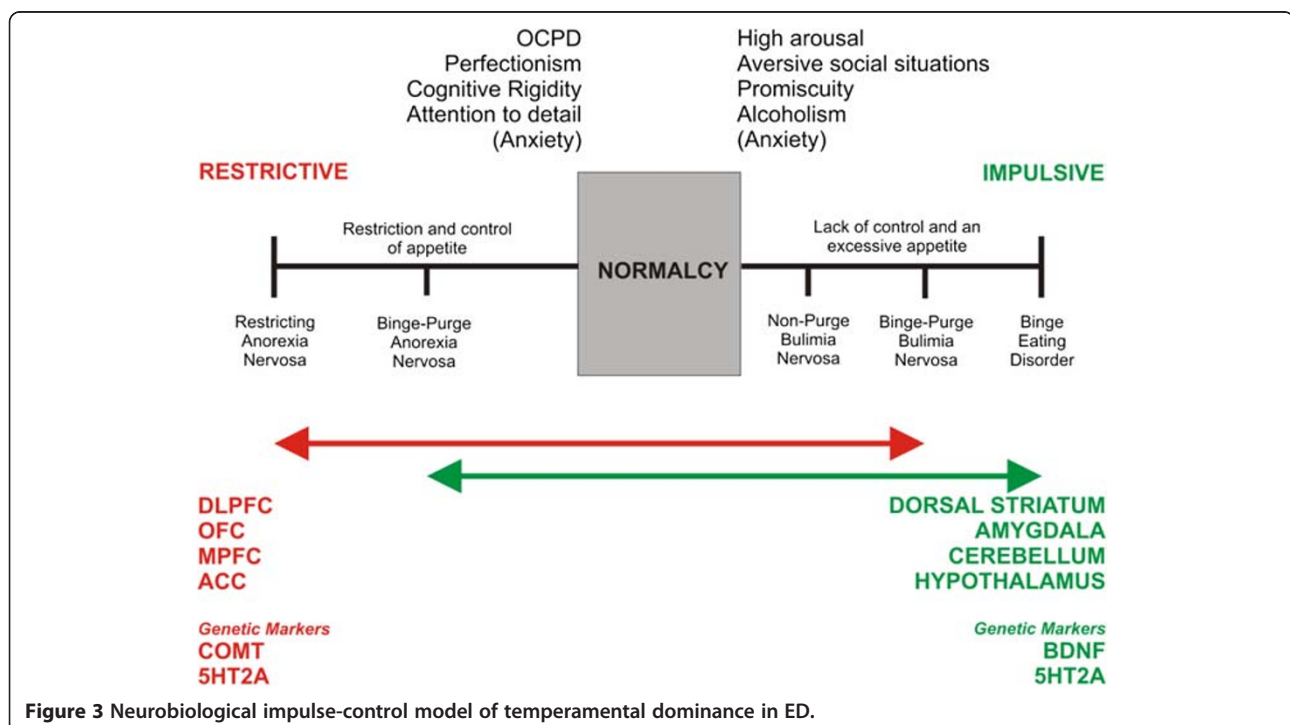 OCPD
Perfectionism
Cognitive Rigidity
Attention to detail
(Anxiety)
High arousal
Aversive social situations
Promiscuity
Alcoholism
(Anxiety)
RESTRICTIVE
IMPULSIVE
Restriction and control
of appetite
NORMALCY
Lack of control and an
excessive appetite
Restricting
Anorexia
Nervosa
Binge-Purge
Anorexia
Nervosa
Non-Purge
Bulimia
Nervosa
Binge-Purge
Bulimia
Nervosa
Binge
Eating
Disorder
DLPFC
OFC
MPFC
ACC
Genetic Markers
COMT
5HT2A
DORSAL STRIATUM
AMYGDALA
CEREBELLUM
HYPOTHALAMUS
Genetic Markers
BDNF
5HT2A
Figure 3 Neurobiological impulse-control model of temperamental dominance in ED.